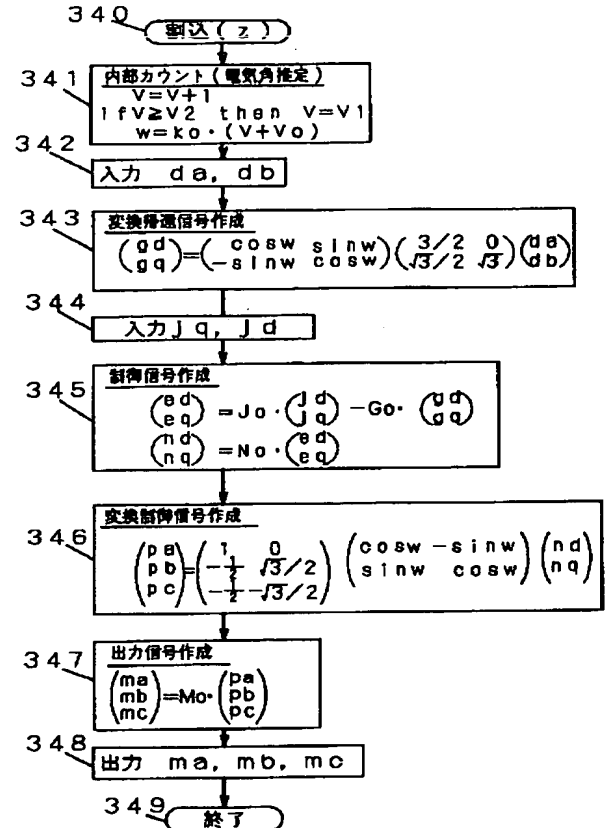 340
割込(z)
341
内部カウント(電気角推定)
V=V+1
ifV≧V2 then V=V1
w=ko・(V+Vo)
342
入力 da, db
343
変換帰還信号作成
(gd gq)=(cosw sinw -sinw cosw)(3/2 0 √3/2 √3)(da db)
344
入力jq, jd
345
制御信号作成
(ed eq)=Jo・(jd jq)-Go・(gd gq)
(nd nq)=No・(ed eq)
346
変換制御信号作成
(pa pb pc)=(1 0 -1/2 √3/2 -1/2 -√3/2)(cosw -sinw sinw cosw)(nd nq)
347
出力信号作成
(ma mb mc)=Mo・(pa pb pc)
348
出力 ma, mb, mc
349
終了